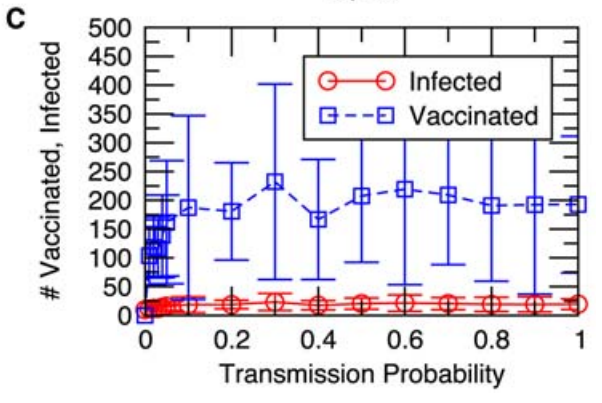 C
500
450
400
350
300
250
200
150
100
50
0
# Vaccinated, Infected
Infected
Vaccinated
0 0.2 0.4 0.6 0.8 1
Transmission Probability